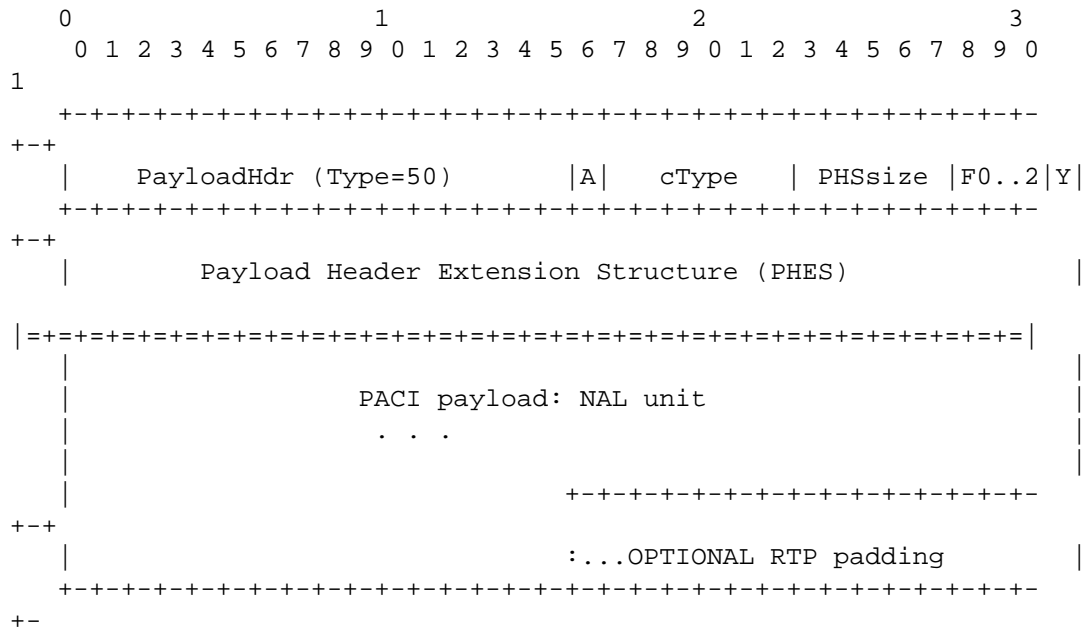 0                   1                   2                   3
 0 1 2 3 4 5 6 7 8 9 0 1 2 3 4 5 6 7 8 9 0 1 2 3 4 5 6 7 8 9 0
1
+-+-+-+-+-+-+-+-+-+-+-+-+-+-+-+-+-+-+-+-+-+-+-+-+-+-+-+-+-+-+-
+-+
|    PayloadHdr (Type=50)       |A|   cType   | PHSsize |F0..2|Y|
+-+-+-+-+-+-+-+-+-+-+-+-+-+-+-+-+-+-+-+-+-+-+-+-+-+-+-+-+-+-+-
+-+
|        Payload Header Extension Structure (PHES)              |
|=+=+=+=+=+=+=+=+=+=+=+=+=+=+=+=+=+=+=+=+=+=+=+=+=+=+=+=+=+=+=+=|
|                                                               |
|                  PACI payload: NAL unit                       |
|                   . . .                                       |
|                                                               |
|                               +-+-+-+-+-+-+-+-+-+-+-+-+-+-+-
+-+
|                               :...OPTIONAL RTP padding        |
+-+-+-+-+-+-+-+-+-+-+-+-+-+-+-+-+-+-+-+-+-+-+-+-+-+-+-+-+-+-+-
+-